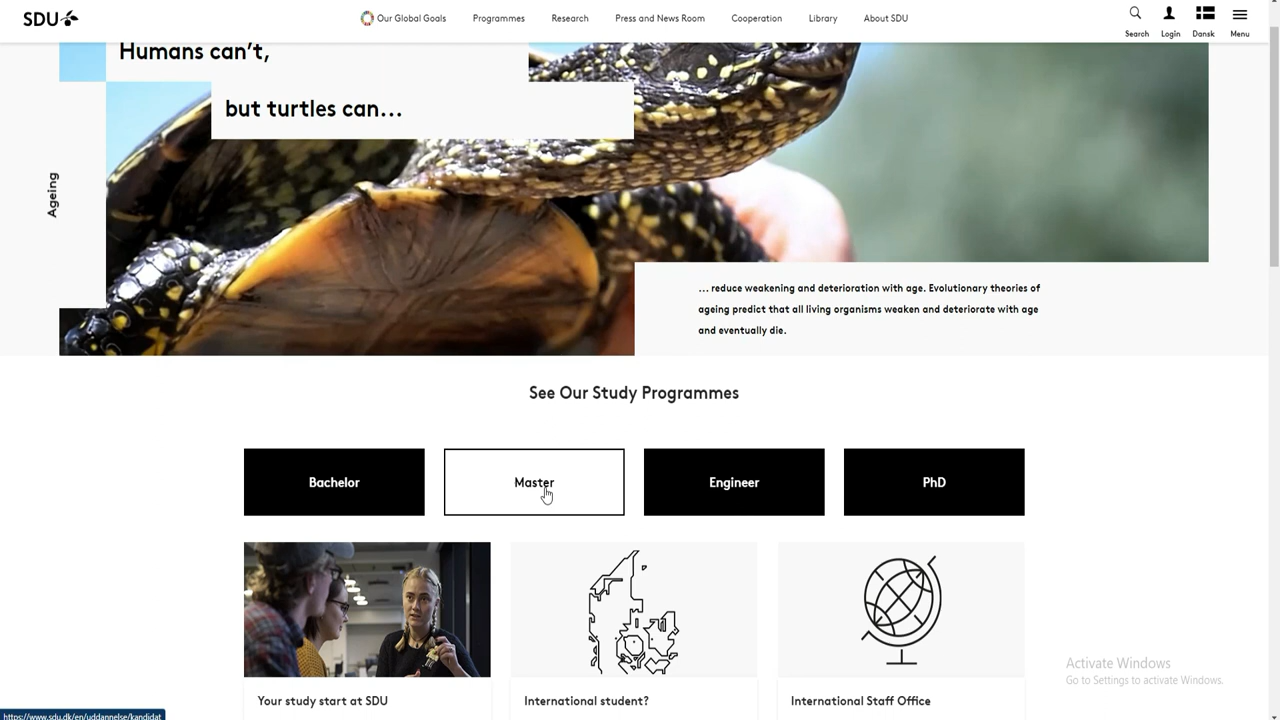 SDU
Our Global Goals
Programmes
Research
Press and News Room
Cooperation
Library
About SDU
Search
Login
Dansk
Menu
Humans can't,
but turtles can...
Ageing
... reduce weakening and deterioration with age. Evolutionary theories of
ageing predict that all living organisms weaken and deteriorate with age
and eventually die.
See Our Study Programmes
Bachelor
Master
Engineer
PhD
Your study start at SDU
International student?
International Staff Office
Activate Windows
Go to Settings to activate Windows.
https://www.sdu.dk/en/uddannelse/kandidat